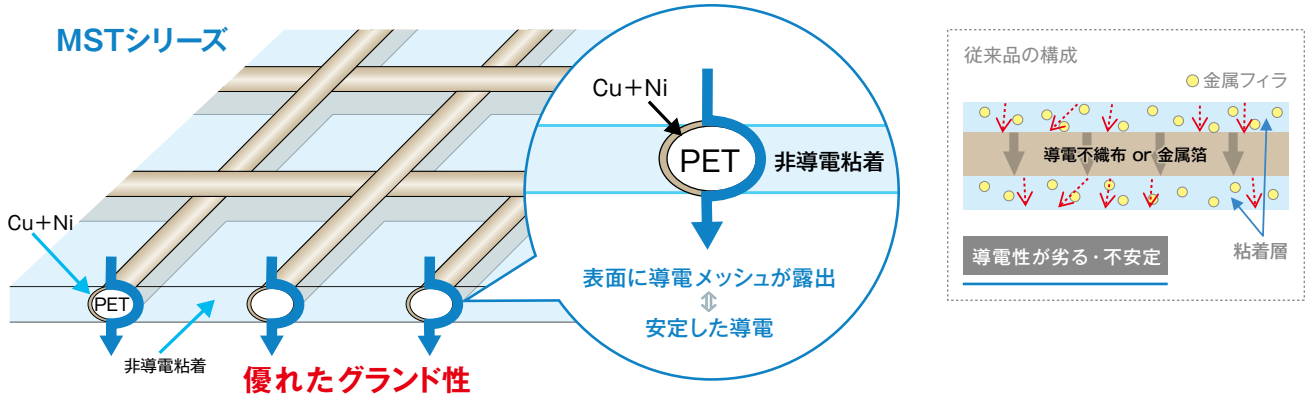 MSTシリーズ
Cu+Ni
PET
非導電粘着
優れたグランド性
Cu+Ni
PET
非導電粘着
表面に導電メッシュが露出
安定した導電
従来品の構成
金属フィラ
導電不織布 or 金属箔
粘着層
導電性が劣る・不安定